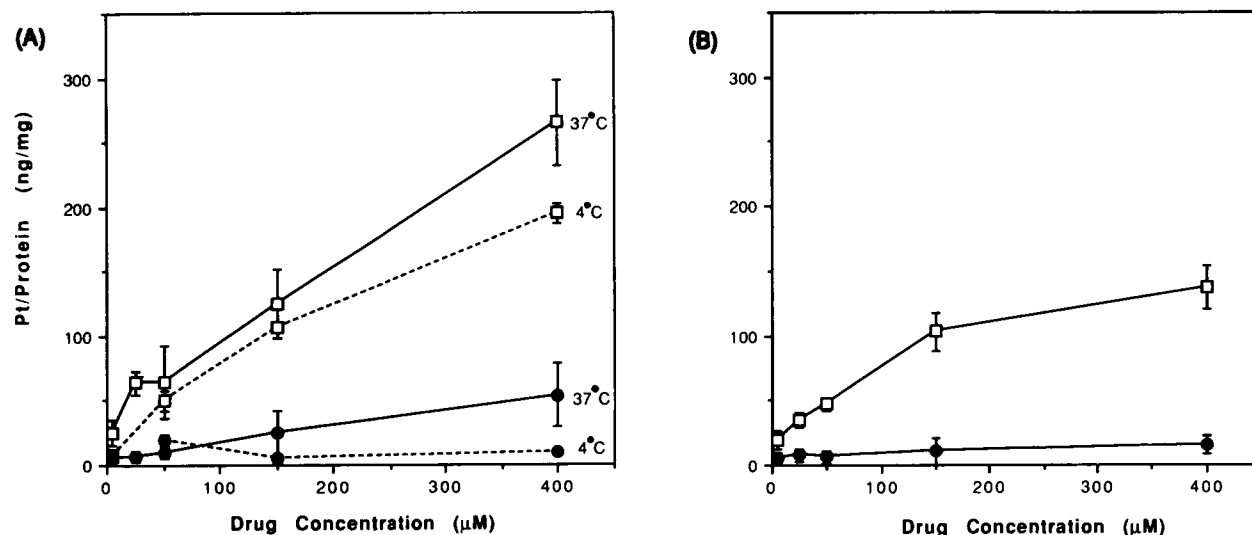 (A)
Pt/Protein (ng/mg)
300
200
100
0
37°C
4°C
37°C
4°C
0 100 200 300 400
Drug Concentration (μM)
(B)
300
200
100
0
0 100 200 300 400
Drug Concentration (μM)